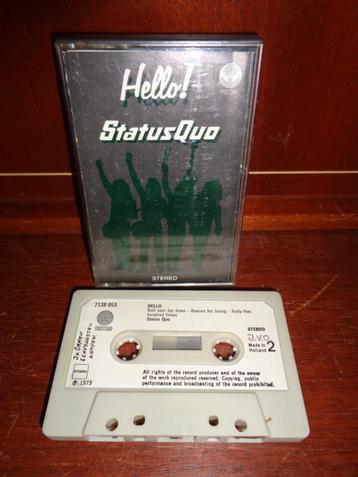 Hello!
StatusQuo
STEREO
7138 053
HELLO
Roll over lay down - Reason for living - Forty-five
hundred times
Status Quo
STEREO
J.V.O
Made in
Holland 2
STEMRA
℗ 1973
All rights of the record producer and of the owner
of the work reproduced reserved. Copying, public
performance and broadcasting of the record prohibited.